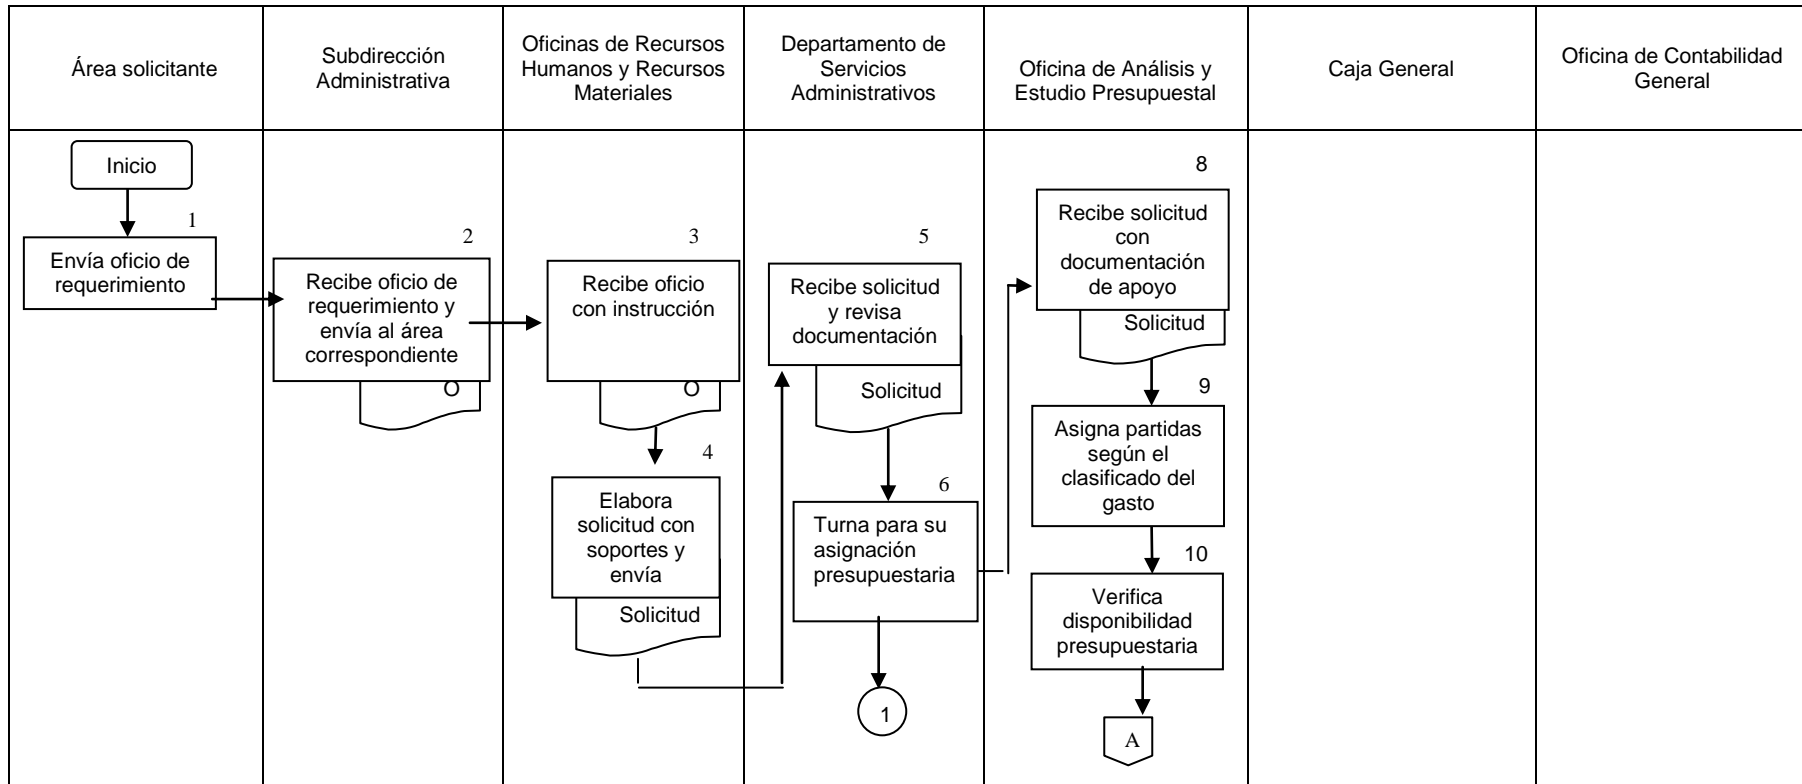 Área solicitante
Subdirección
Administrativa
Oficinas de Recursos
Humanos y Recursos
Materiales
Departamento de
Servicios
Administrativos
Oficina de Análisis y
Estudio Presupuestal
Caja General
Oficina de Contabilidad
General
Inicio
1
Envía oficio de
requerimiento
2
Recibe oficio de
requerimiento y
envía al área
correspondiente
O
3
Recibe oficio
con instrucción
O
4
Elabora
solicitud con
soportes y
envía
Solicitud
5
Recibe solicitud
y revisa
documentación
Solicitud
6
Turna para su
asignación
presupuestaria
1
8
Recibe solicitud
con
documentación
de apoyo
Solicitud
9
Asigna partidas
según el
clasificado del
gasto
10
Verifica
disponibilidad
presupuestaria
A